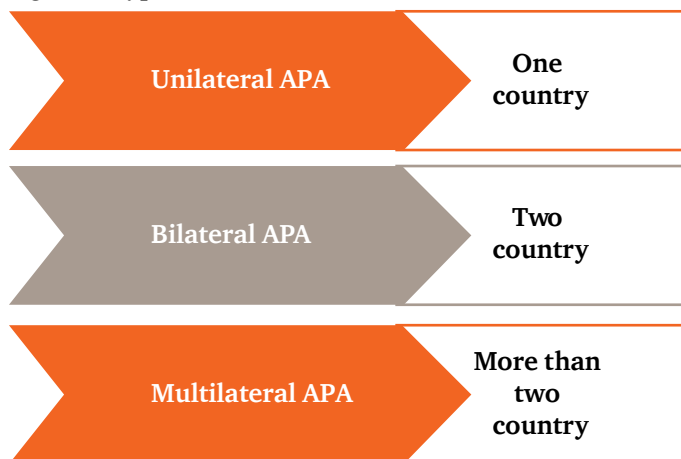 Unilateral APA
One
country
Bilateral APA
Two
country
Multilateral APA
More than
two
country